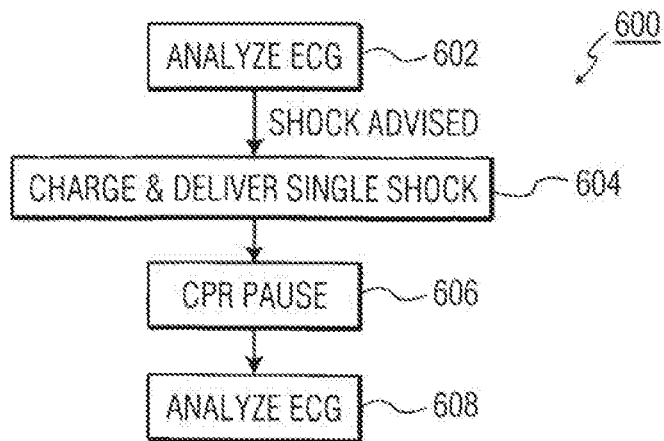 600
ANALYZE ECG 602
SHOCK ADVISED
CHARGE & DELIVER SINGLE SHOCK 604
CPR PAUSE 606
ANALYZE ECG 608